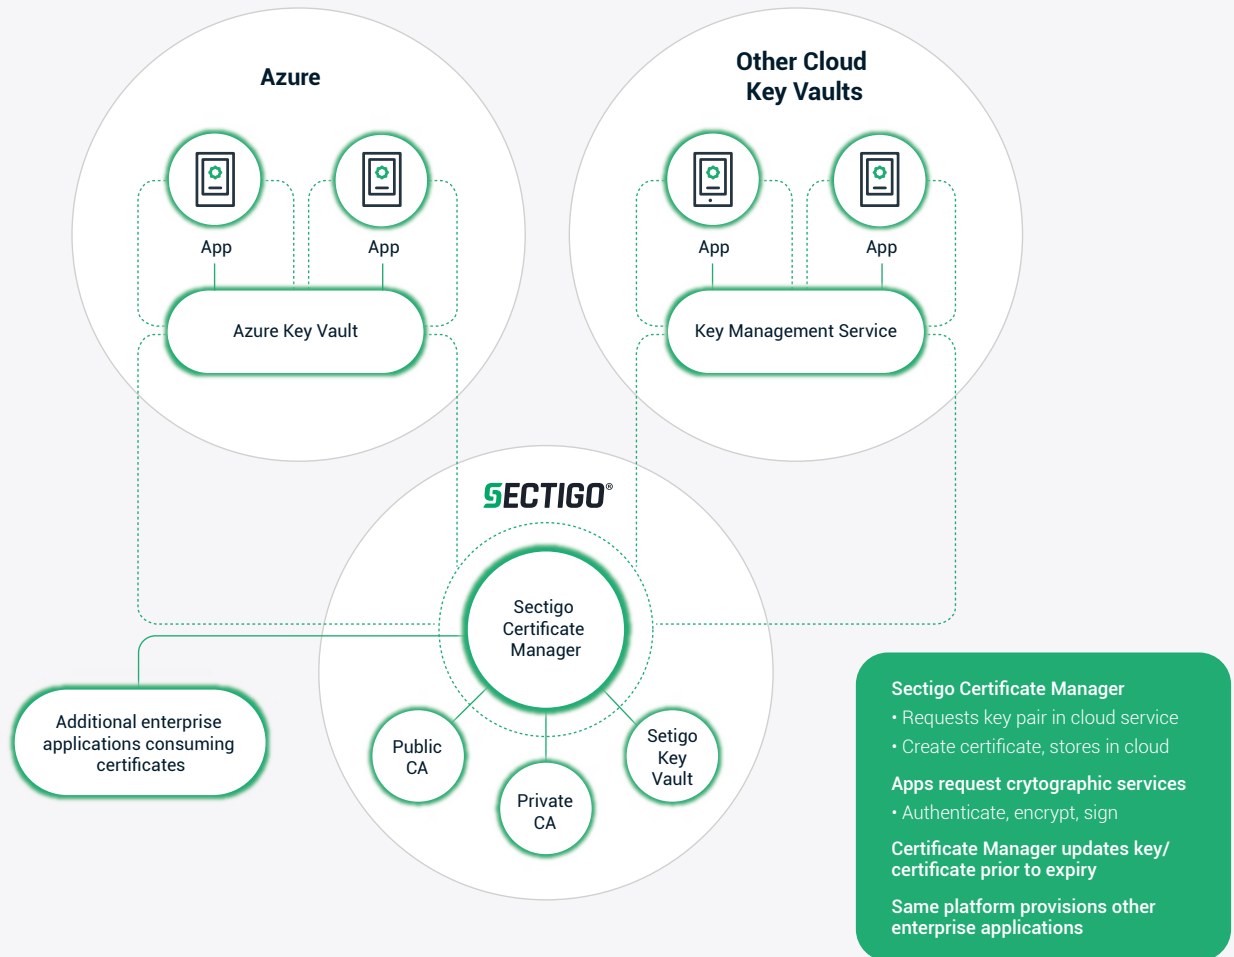 Azure
Other Cloud
Key Vaults
App
App
App
App
Azure Key Vault
Key Management Service
SECTIGO®
Sectigo
Certificate
Manager
Additional enterprise
applications consuming
certificates
Public
CA
Private
CA
Setigo
Key
Vault
Sectigo Certificate Manager
• Requests key pair in cloud service
• Create certificate, stores in cloud
Apps request crytographic services
• Authenticate, encrypt, sign
Certificate Manager updates key/
certificate prior to expiry
Same platform provisions other
enterprise applications